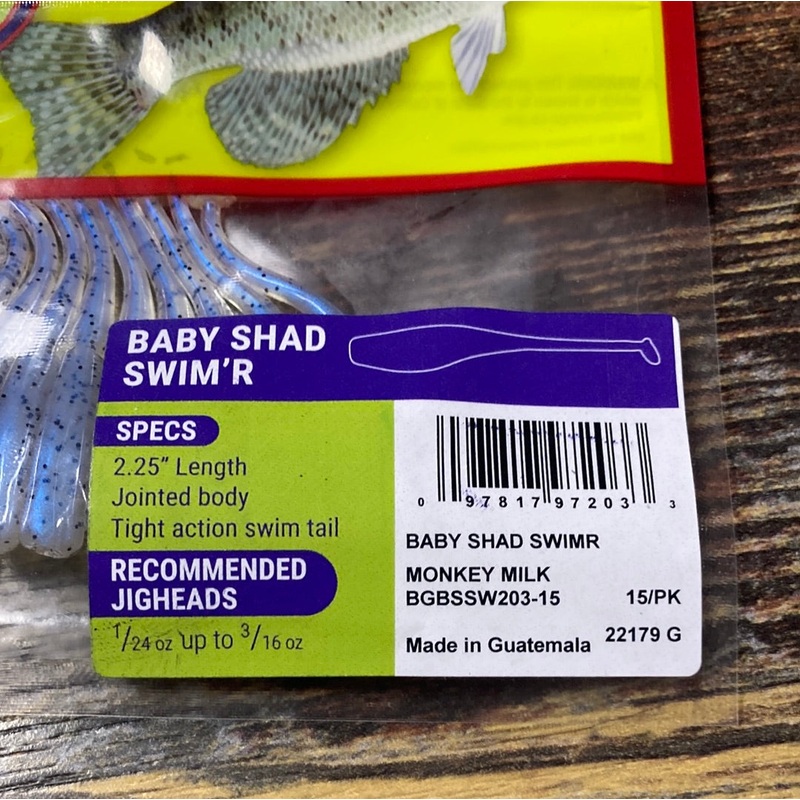 BABY SHAD
SWIM'R
SPECS
2.25” Length
Jointed body
Tight action swim tail
RECOMMENDED
JIGHEADS
1/24 oz up to 3/16 oz
0 97817 97203 3
BABY SHAD SWIMR
MONKEY MILK
BGBSSW203-15 15/PK
Made in Guatemala 22179 G